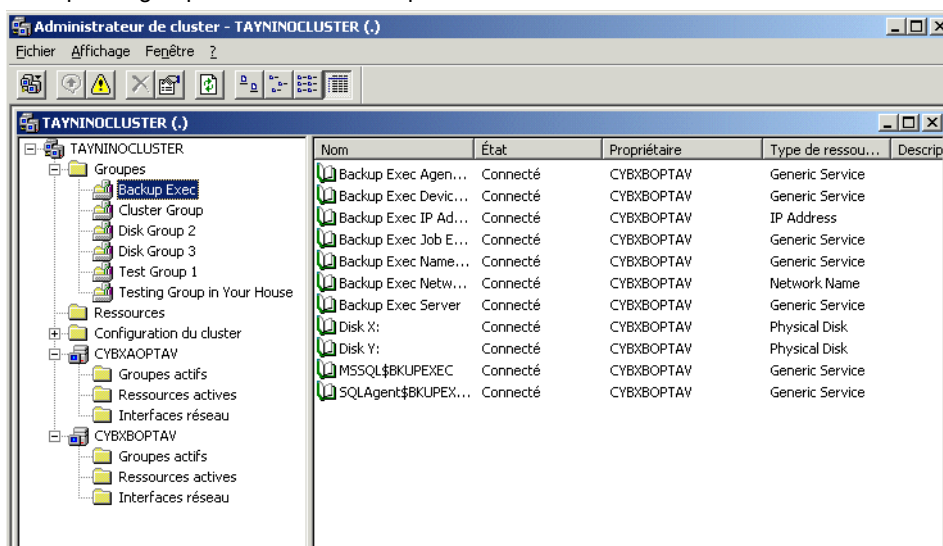 Administrateur de cluster - TAYNINOCLUSTER (.)
Fichier Affichage Fenêtre ?
TAYNINOCLUSTER (.)
TAYNINOCLUSTER
Groupes
Backup Exec
Cluster Group
Disk Group 2
Disk Group 3
Test Group 1
Testing Group in Your House
Ressources
Configuration du cluster
CYBXAOPTAV
Groupes actifs
Ressources actives
Interfaces réseau
CYBXBOPTAV
Groupes actifs
Ressources actives
Interfaces réseau
Nom État Propriétaire Type de ressou... Descrip
Backup Exec Agen... Connecté CYBXBOPTAV Generic Service
Backup Exec Devic... Connecté CYBXBOPTAV Generic Service
Backup Exec IP Ad... Connecté CYBXBOPTAV IP Address
Backup Exec Job E... Connecté CYBXBOPTAV Generic Service
Backup Exec Name... Connecté CYBXBOPTAV Generic Service
Backup Exec Netw... Connecté CYBXBOPTAV Network Name
Backup Exec Server Connecté CYBXBOPTAV Generic Service
Disk X: Connecté CYBXBOPTAV Physical Disk
Disk Y: Connecté CYBXBOPTAV Physical Disk
MSSQL$BKUPEXEC Connecté CYBXBOPTAV Generic Service
SQLAgent$BKUPEX... Connecté CYBXBOPTAV Generic Service